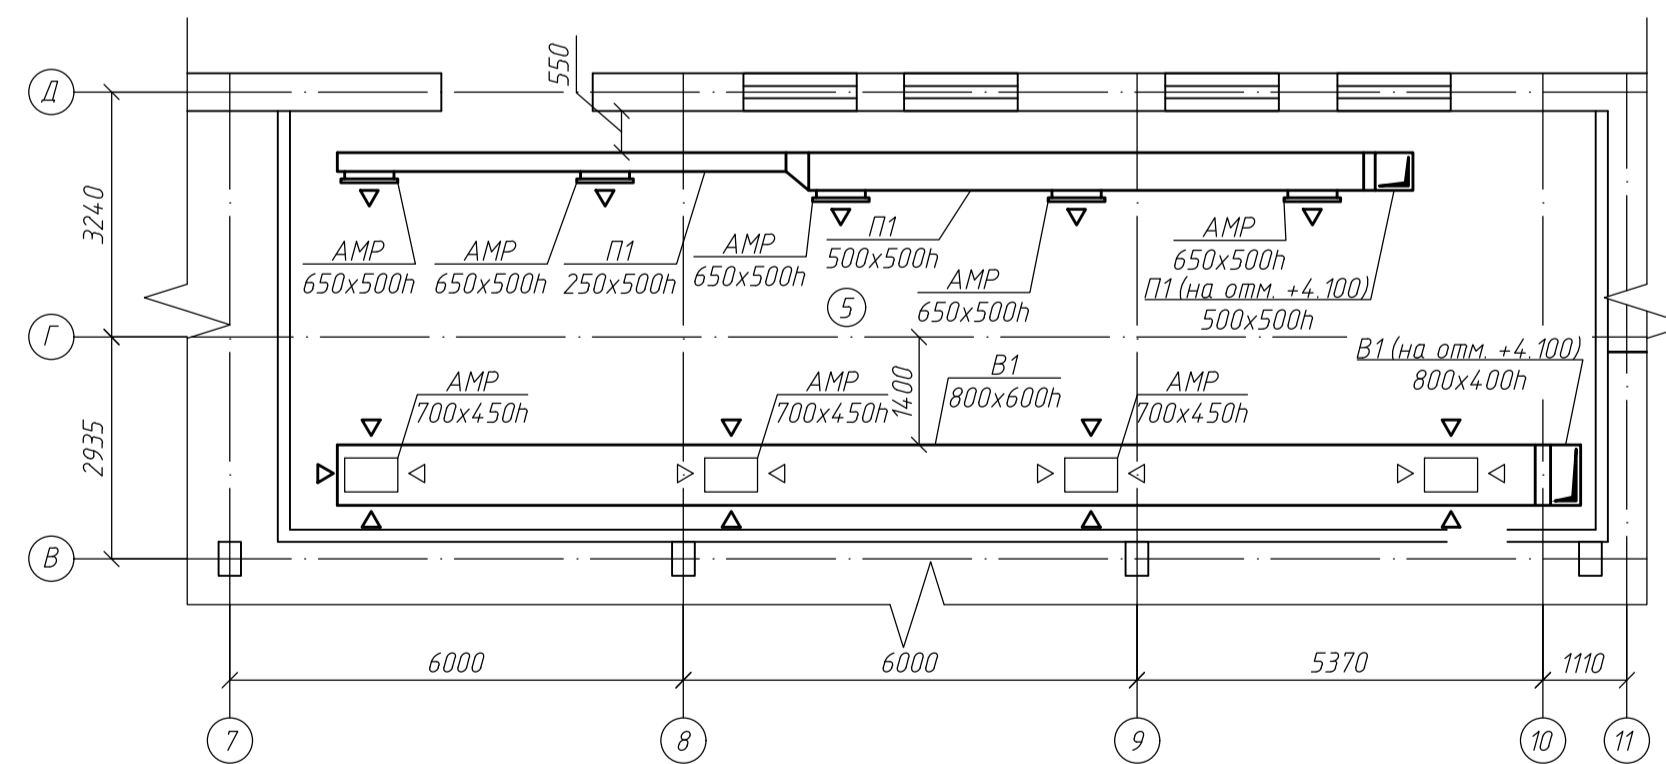 Д
550
3240
АМР
650х500h
АМР
650х500h
П1
250х500h
АМР
650х500h
П1
500х500h
АМР
650х500h
АМР
650х500h
П1 (на отм. +4.100)
500х500h
5
Г
В1 (на отм. +4.100)
800х400h
АМР
700х450h
АМР
700х450h
1400
В1
800х600h
АМР
700х450h
2935
В
6000
6000
5370
1110
7
8
9
10
11